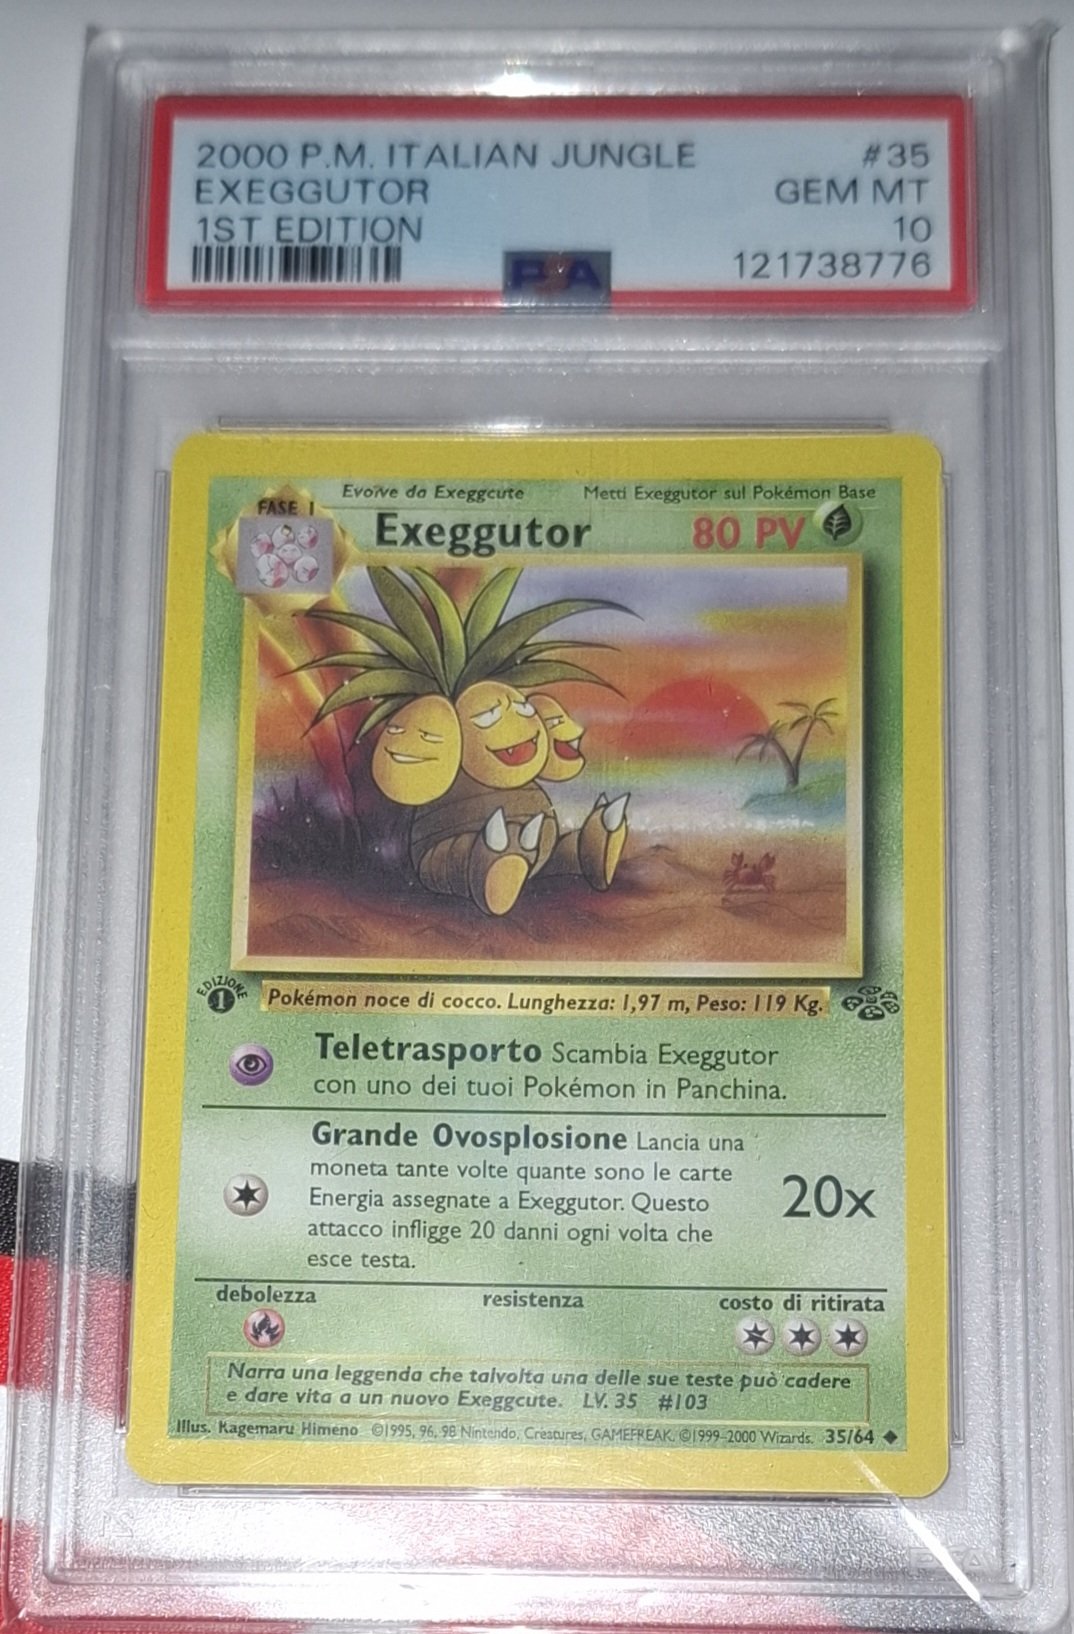 2000 P.M. ITALIAN JUNGLE #35
EXEGGUTOR GEM MT
1ST EDITION 10
PSA 121738776
Evolve da Exeggcute Metti Exeggutor sul Pokémon Base
FASE 1
Exeggutor 80 PV
EDIZIONE
1
Pokémon noce di cocco. Lunghezza: 1,97 m, Peso: 119 Kg.
Teletrasporto Scambia Exeggutor
con uno dei tuoi Pokémon in Panchina.
Grande Ovosplosione Lancia una
moneta tante volte quante sono le carte
Energia assegnate a Exeggutor. Questo
attacco infligge 20 danni ogni volta che
esce testa.
20x
debolezza resistenza costo di ritirata
Narra una leggenda che talvolta una delle sue teste può cadere
e dare vita a un nuovo Exeggcute. LV. 35 #103
Illus. Kagemaru Himeno ©1995, 96, 98 Nintendo, Creatures, GAMEFREAK. ©1999-2000 Wizards. 35/64
PSA